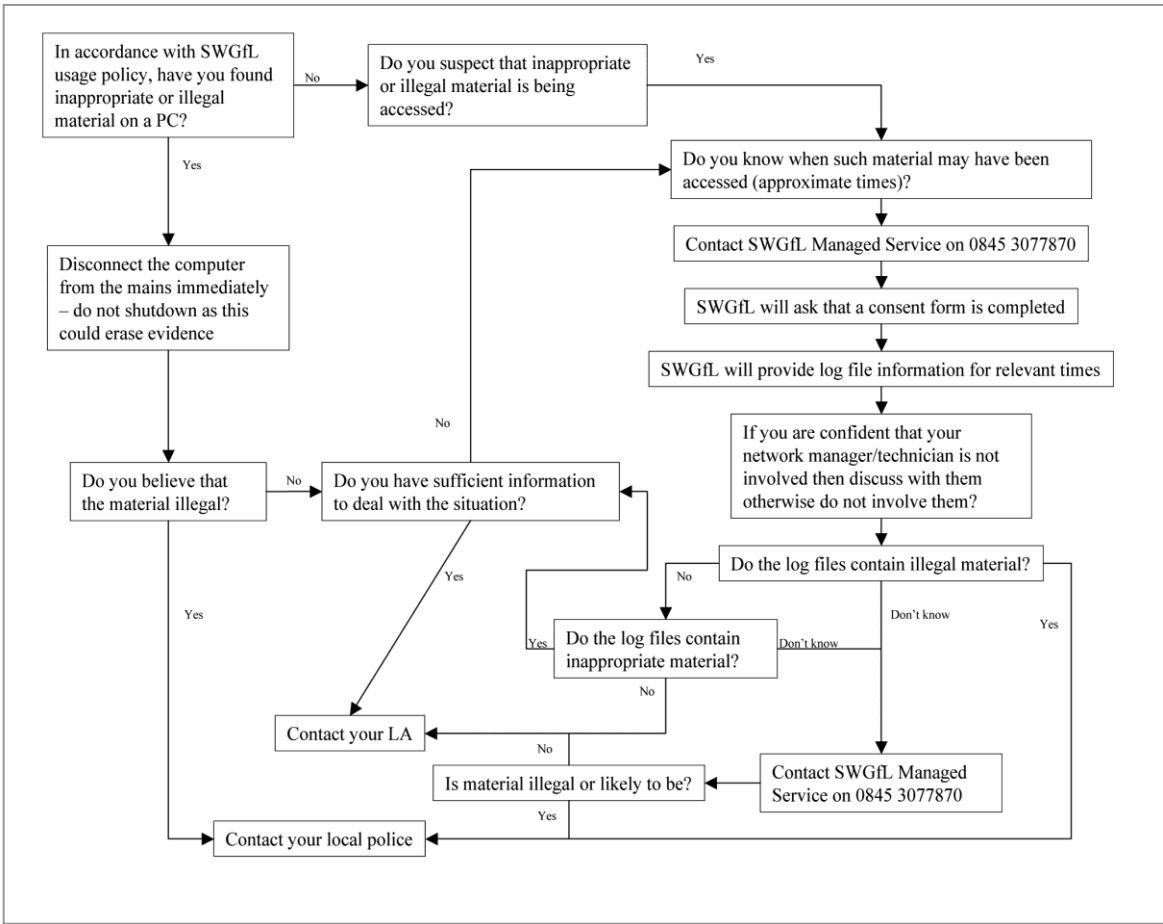 In accordance with SWGfL
usage policy, have you found
inappropriate or illegal
material on a PC?
No
Do you suspect that inappropriate
or illegal material is being
accessed?
Yes
Yes
Do you know when such material may have been
accessed (approximate times)?
Contact SWGfL Managed Service on 0845 3077870
Disconnect the computer
from the mains immediately
– do not shutdown as this
could erase evidence
SWGfL will ask that a consent form is completed
SWGfL will provide log file information for relevant times
No
If you are confident that your
network manager/technician is not
involved then discuss with them
otherwise do not involve them?
Do you believe that
the material illegal?
No
Do you have sufficient information
to deal with the situation?
Do the log files contain illegal material?
No
Yes
Yes
Don't know
Yes
Yes
Do the log files contain
inappropriate material?
Don't know
No
Contact your LA
No
Is material illegal or likely to be?
Contact SWGfL Managed
Service on 0845 3077870
Yes
Contact your local police